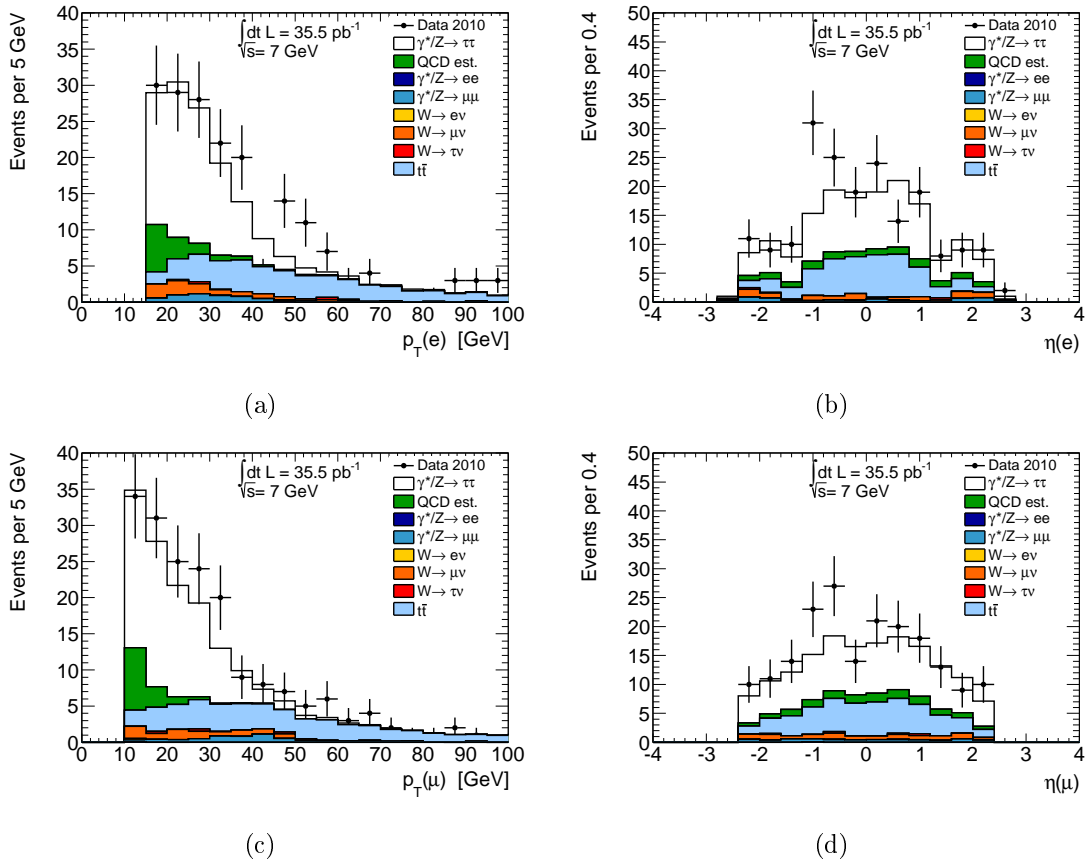 Events per 5 GeV
40
35
30
25
20
15
10
5
0
∫dt L = 35.5 pb⁻¹
√s= 7 GeV
Data 2010
γ*/Z→ ττ
QCD est.
γ*/Z→ ee
γ*/Z→ μμ
W→ eν
W→ μν
W→ τν
tt̄
0 10 20 30 40 50 60 70 80 90 100
p_T(e) [GeV]
(a)
Events per 0.4
50
45
40
35
30
25
20
15
10
5
0
∫dt L = 35.5 pb⁻¹
√s= 7 GeV
Data 2010
γ*/Z→ ττ
QCD est.
γ*/Z→ ee
γ*/Z→ μμ
W→ eν
W→ μν
W→ τν
tt̄
-4 -3 -2 -1 0 1 2 3 4
η(e)
(b)
Events per 5 GeV
40
35
30
25
20
15
10
5
0
∫dt L = 35.5 pb⁻¹
√s= 7 GeV
Data 2010
γ*/Z→ ττ
QCD est.
γ*/Z→ ee
γ*/Z→ μμ
W→ eν
W→ μν
W→ τν
tt̄
0 10 20 30 40 50 60 70 80 90 100
p_T(μ) [GeV]
(c)
Events per 0.4
50
45
40
35
30
25
20
15
10
5
0
∫dt L = 35.5 pb⁻¹
√s= 7 GeV
Data 2010
γ*/Z→ ττ
QCD est.
γ*/Z→ ee
γ*/Z→ μμ
W→ eν
W→ μν
W→ τν
tt̄
-4 -3 -2 -1 0 1 2 3 4
η(μ)
(d)